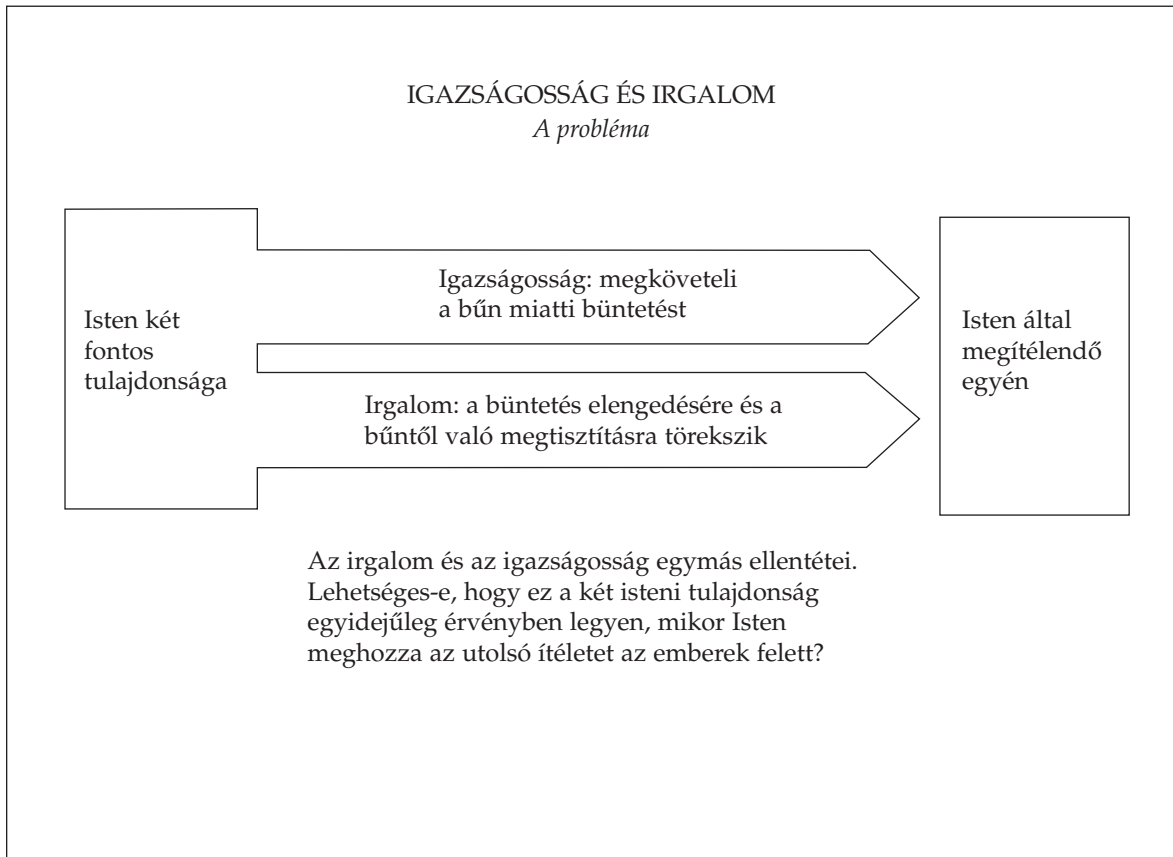 IGAZSÁGOSSÁG ÉS IRGALOM
A probléma
Isten két
fontos
tulajdonsága
Igazságosság: megköveteli
a bűn miatti büntetést
Irgalom: a büntetés elengedésére és a
bűntől való megtisztításra törekszik
Isten által
megítélendő
egyén
Az irgalom és az igazságosság egymás ellentétei.
Lehetséges-e, hogy ez a két isteni tulajdonság
egyidejűleg érvényben legyen, mikor Isten
meghozza az utolsó ítéletet az emberek felett?